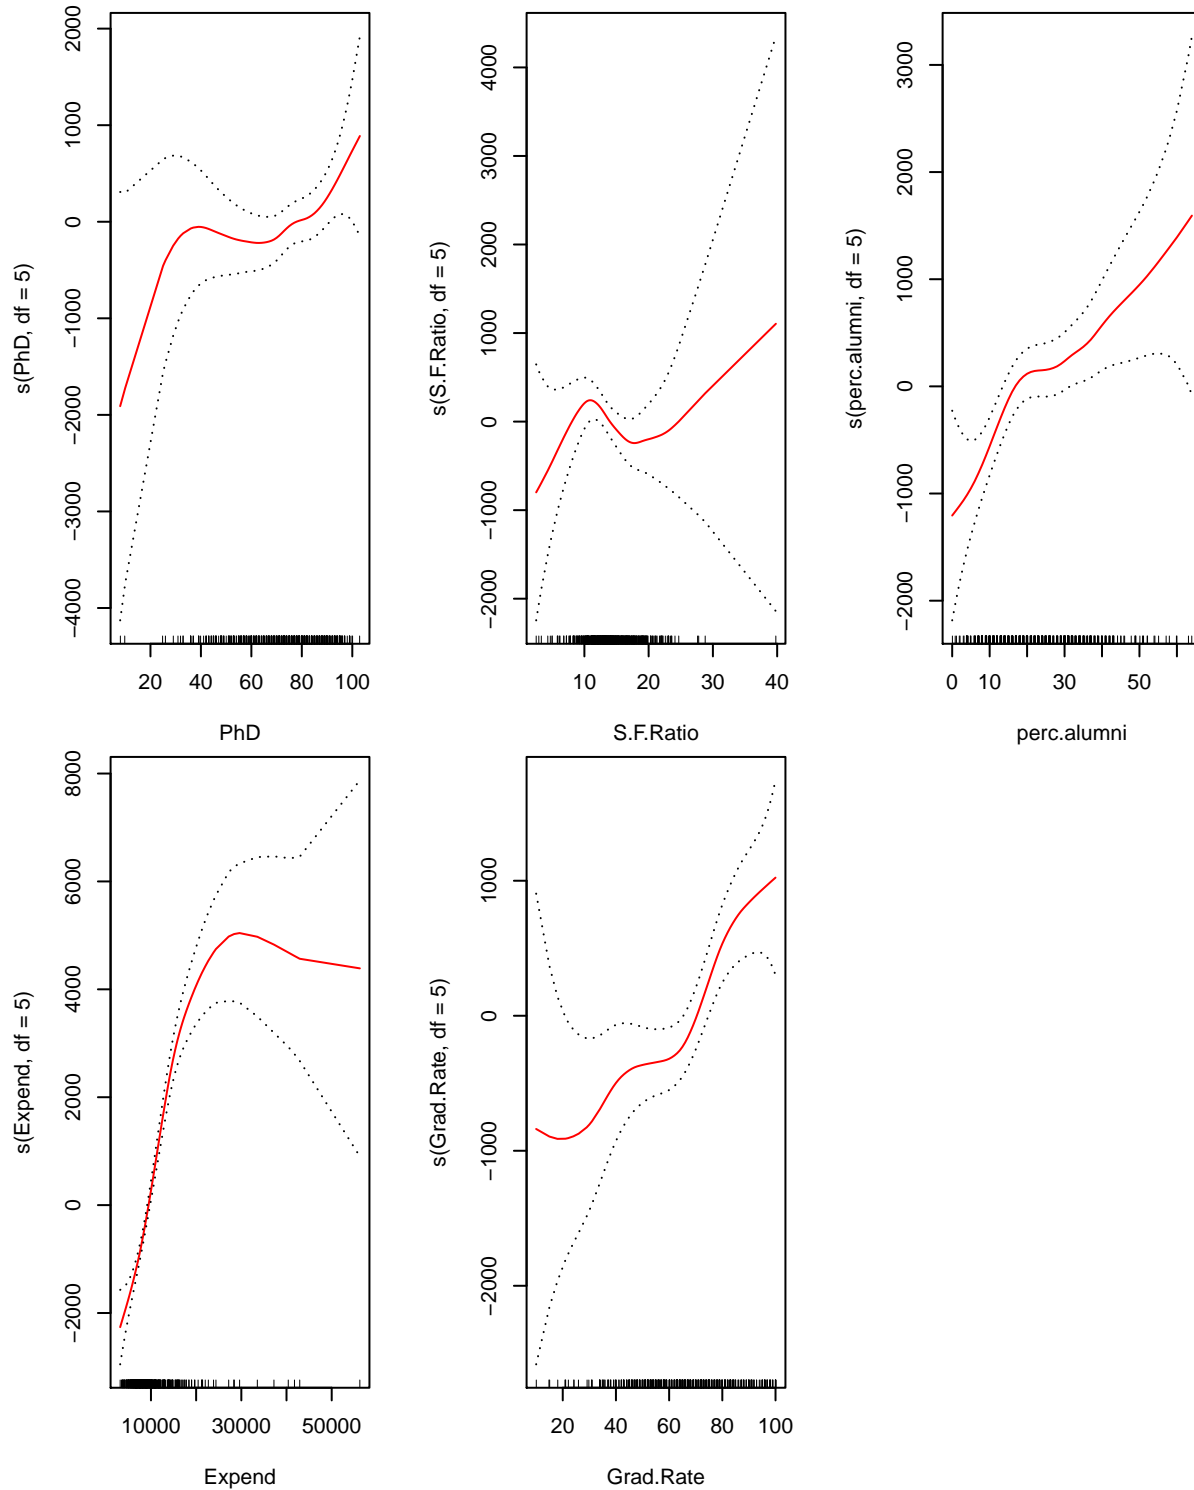 s(PhD, df = 5)
−4000 −3000 −2000 −1000 0 1000 2000
20 40 60 80 100
PhD
s(S.F.Ratio, df = 5)
−2000 −1000 0 1000 2000 3000 4000
10 20 30 40
S.F.Ratio
s(perc.alumni, df = 5)
−2000 −1000 0 1000 2000 3000
0 10 30 50
perc.alumni
s(Expend, df = 5)
−2000 0 2000 4000 6000 8000
10000 30000 50000
Expend
s(Grad.Rate, df = 5)
−2000 −1000 0 1000
20 40 60 80 100
Grad.Rate